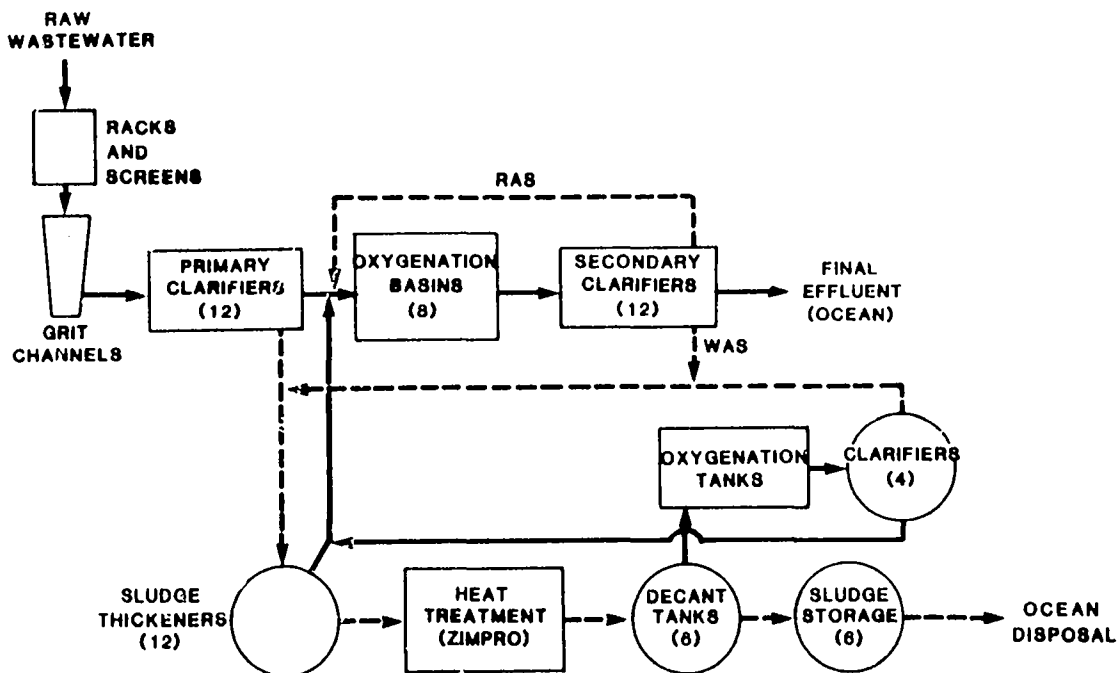 RAW
WASTEWATER
RACKS
AND
SCREENS
RAS
PRIMARY
CLARIFIERS
(12)
OXYGENATION
BASINS
(8)
SECONDARY
CLARIFIERS
(12)
FINAL
EFFLUENT
(OCEAN)
GRIT
CHANNELS
WAS
OXYGENATION
TANKS
CLARIFIERS
(4)
SLUDGE
THICKENERS
(12)
HEAT
TREATMENT
(ZIMPRO)
DECANT
TANKS
(6)
SLUDGE
STORAGE
(6)
OCEAN
DISPOSAL